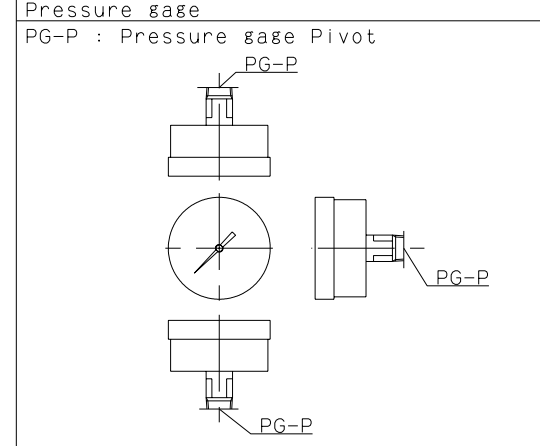 Pressure gage
PG-P : Pressure gage Pivot
PG-P
PG-P
PG-P